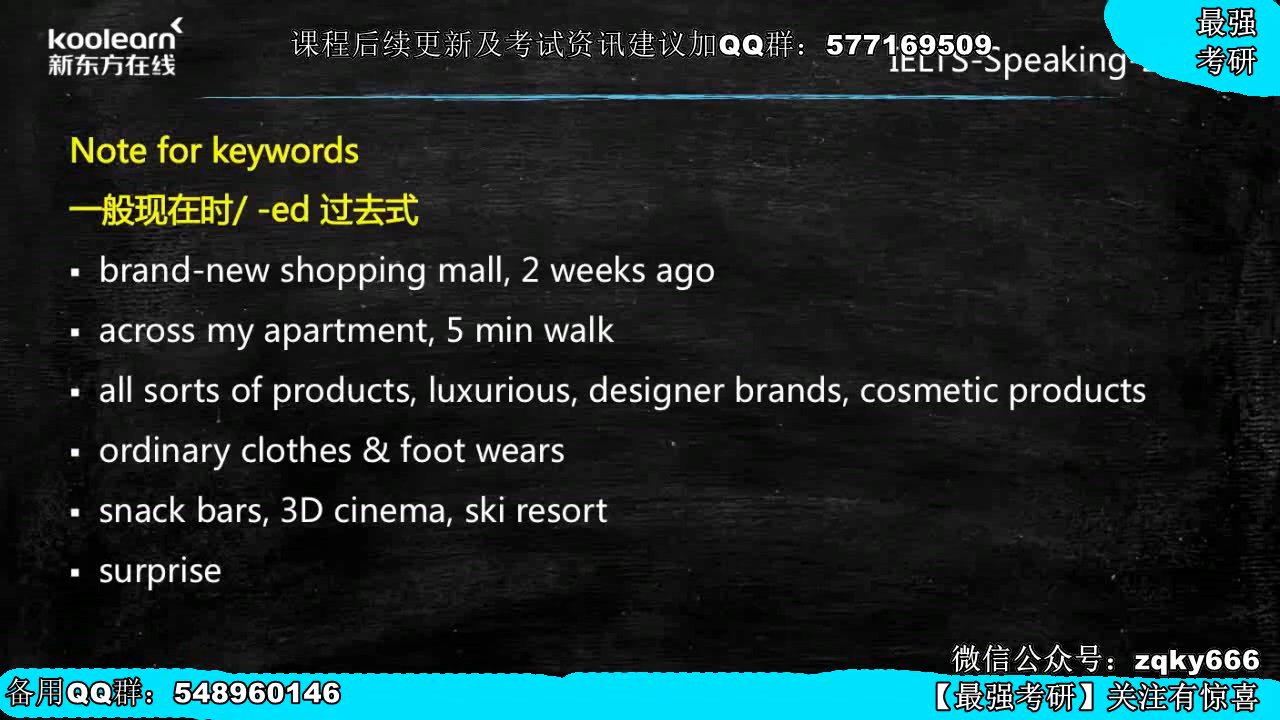 koolearn
新东方在线
课程后续更新及考试资讯建议加QQ群：577169509
IELTS-Speaking-
最强
考研
Note for keywords
一般现在时/ -ed 过去式
▪ brand-new shopping mall, 2 weeks ago
▪ across my apartment, 5 min walk
▪ all sorts of products, luxurious, designer brands, cosmetic products
▪ ordinary clothes & foot wears
▪ snack bars, 3D cinema, ski resort
▪ surprise
微信公众号：zqky666
备用QQ群：548960146
【最强考研】关注有惊喜